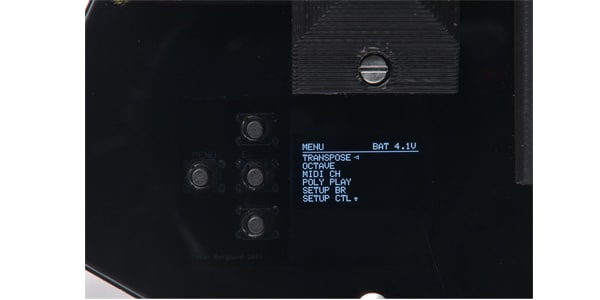 MENU BAT 4.1V
TRANSPOSE
OCTAVE
MIDI CH
POLY PLAY
SETUP BR
SETUP CTL